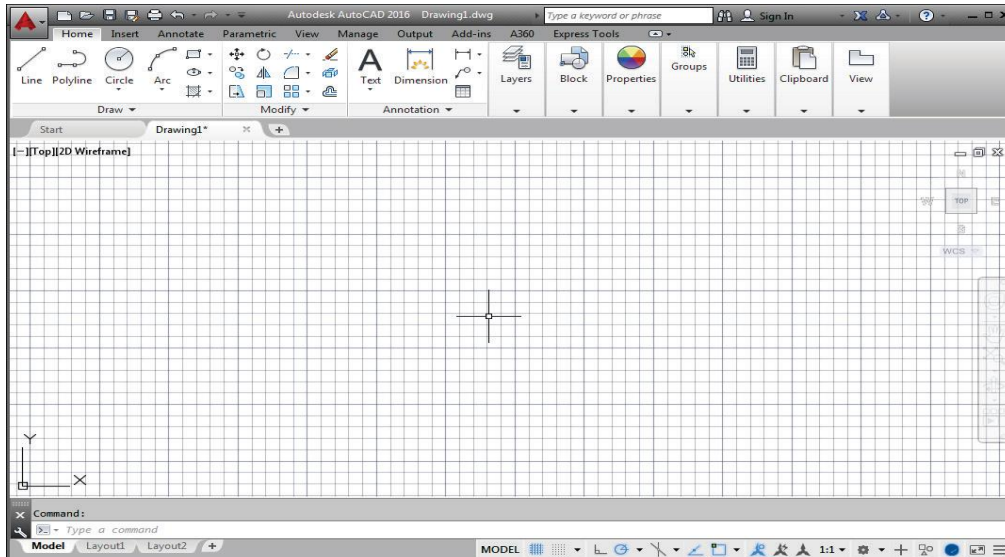 Autodesk AutoCAD 2016 Drawing1.dwg Type a keyword or phrase Sign In
Home Insert Annotate Parametric View Manage Output Add-ins A360 Express Tools
Line Polyline Circle Arc Text Dimension Layers Block Properties Groups Utilities Clipboard View
Draw Modify Annotation
Start Drawing1* +
[−][Top][2D Wireframe]
N
W TOP E
S
WCS
Y
X
Command:
Type a command
Model Layout1 Layout2 + MODEL 1:1